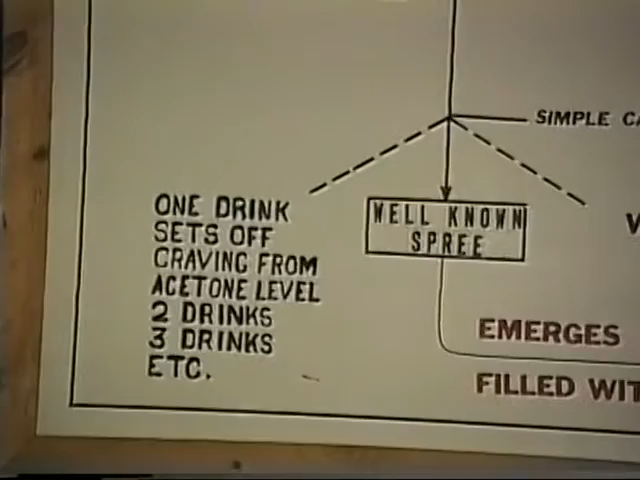 SIMPLE
WELL KNOWN
SPREE
ONE DRINK
SETS OFF
CRAVING FROM
ACETONE LEVEL
2 DRINKS
3 DRINKS
ETC.
EMERGES
FILLED